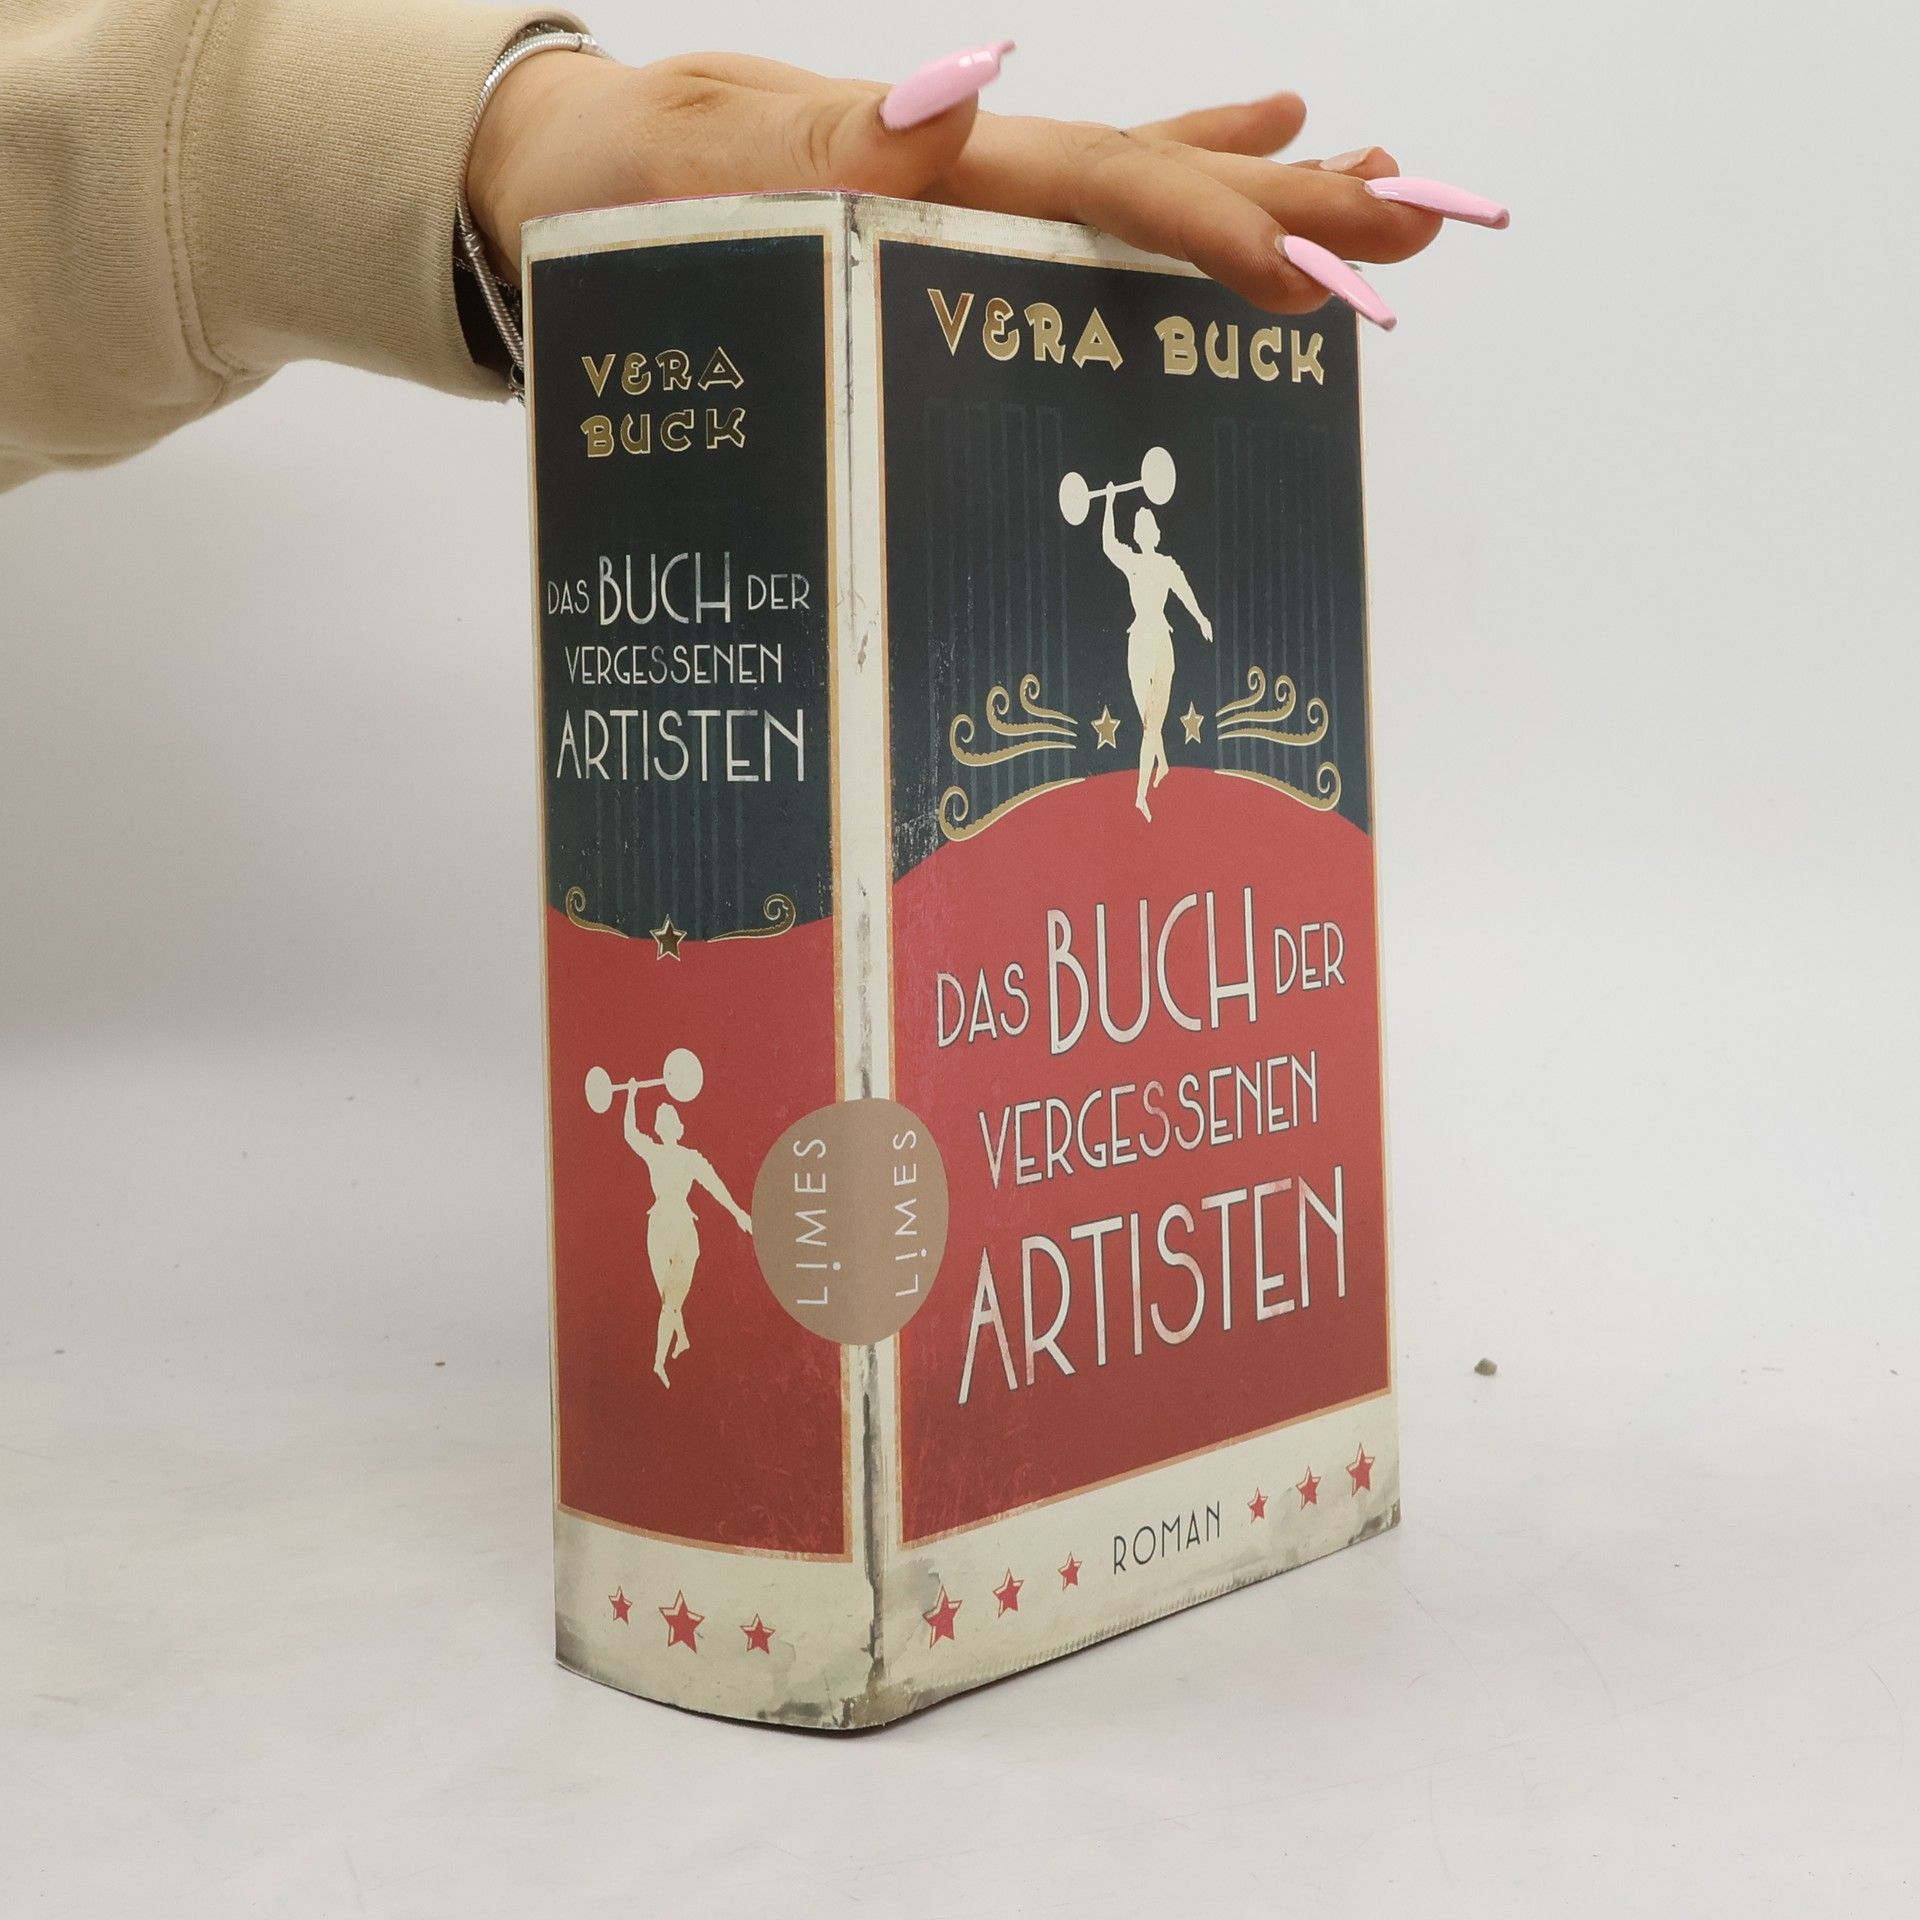 VERA
BUCK
DAS BUCH DER
VERGESSENEN
ARTISTEN
LIMES
VERA BUCK
DAS BUCH DER
VERGESSENEN
ARTISTEN
LIMES
ROMAN